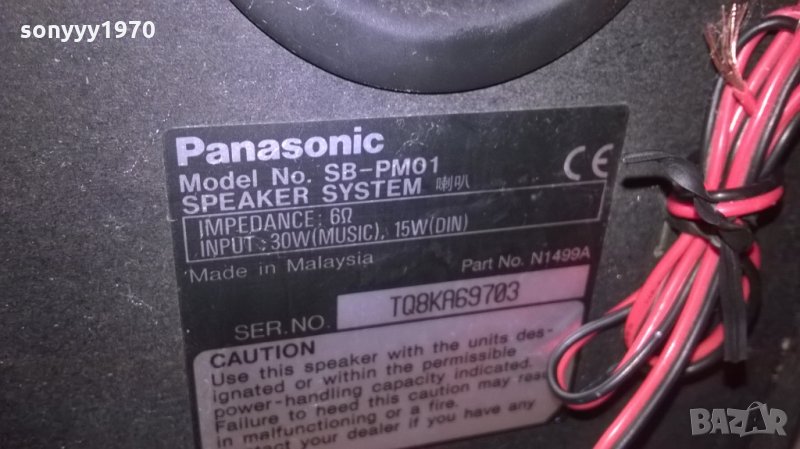 sonyyy1970
Panasonic
Model No. SB-PM01
SPEAKER SYSTEM 喇叭
CE
IMPEDANCE: 6Ω
INPUT: 30W(MUSIC), 15W(DIN)
Made in Malaysia
Part No. N1499A
SER.NO. TQ8KA69703
CAUTION
Use this speaker with the units des-
ignated or within the permissible
power-handling capacity indicated.
Failure to heed this caution may res
in malfunctioning or a fire.
your dealer if you have any
BAZAR